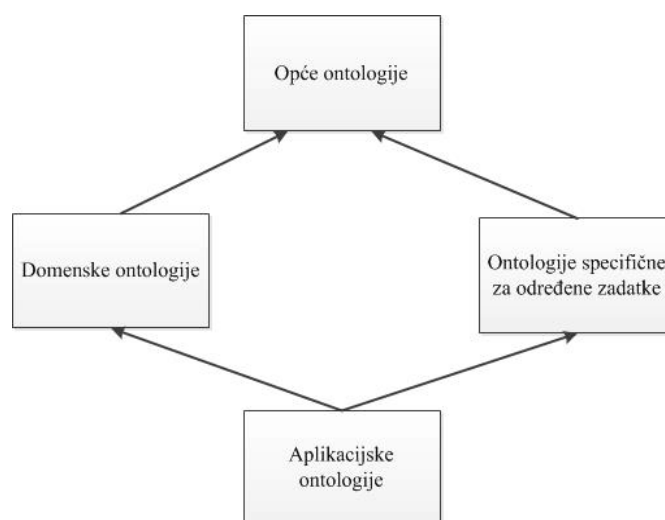 Opće ontologije
Domenske ontologije
Ontologije specifične
za određene zadatke
Aplikacijske
ontologije